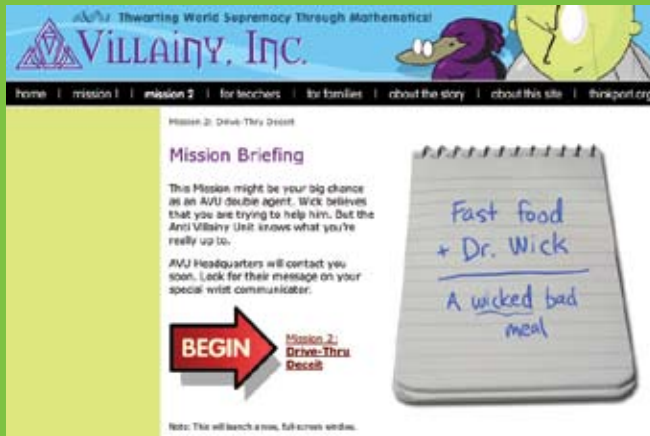 Thwarting World Supremacy Through Mathematics!
VILLAINY, INC.
home | mission 1 | mission 2 | for teachers | for families | about the story | about this site | thinkport.org
Mission 2: Drive-Thru Deceit
Mission Briefing
This Mission might be your big chance
as an AVU double agent. Wick believes
that you are trying to help him. But the
Anti Villainy Unit knows what you're
really up to.
AVU Headquarters will contact you
soon. Look for their message on your
special wrist communicator.
BEGIN
Mission 2:
Drive-Thru
Deceit
Note: This will launch a new, full-screen window.
Fast food
+ Dr. Wick
A wicked bad
meal